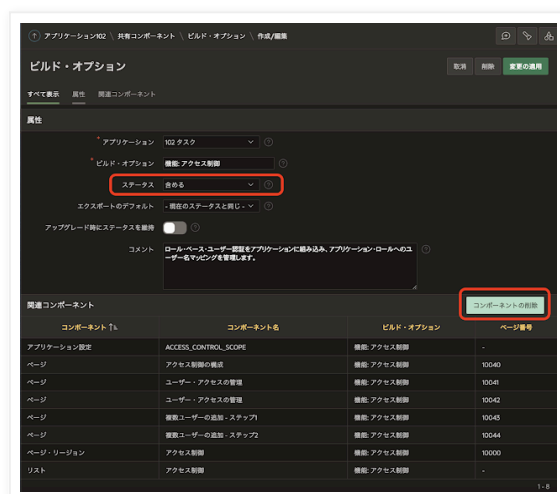 アプリケーション102 \ 共有コンポーネント \ ビルド・オプション \ 作成/編集
ビルド・オプション
取消 削除 変更の適用
すべて表示 属性 関連コンポーネント
属性
* アプリケーション 102 タスク
* ビルド・オプション 機能: アクセス制御
ステータス 含める
エクスポートのデフォルト - 現在のステータスと同じ -
アップグレード時にステータスを維持
コメント ロール・ベース・ユーザー認証をアプリケーションに組み込み、アプリケーション・ロールへのユ
ーザー名マッピングを管理します。
関連コンポーネント コンポーネントの削除
コンポーネント コンポーネント名 ビルド・オプション ページ番号
アプリケーション設定 ACCESS_CONTROL_SCOPE 機能: アクセス制御 -
ページ アクセス制御の構成 機能: アクセス制御 10040
ページ ユーザー・アクセスの管理 機能: アクセス制御 10041
ページ ユーザー・アクセスの管理 機能: アクセス制御 10042
ページ 複数ユーザーの追加 - ステップ1 機能: アクセス制御 10043
ページ 複数ユーザーの追加 - ステップ2 機能: アクセス制御 10044
ページ・リージョン アクセス制御 機能: アクセス制御 10000
リスト アクセス制御 機能: アクセス制御 -
1 - 8